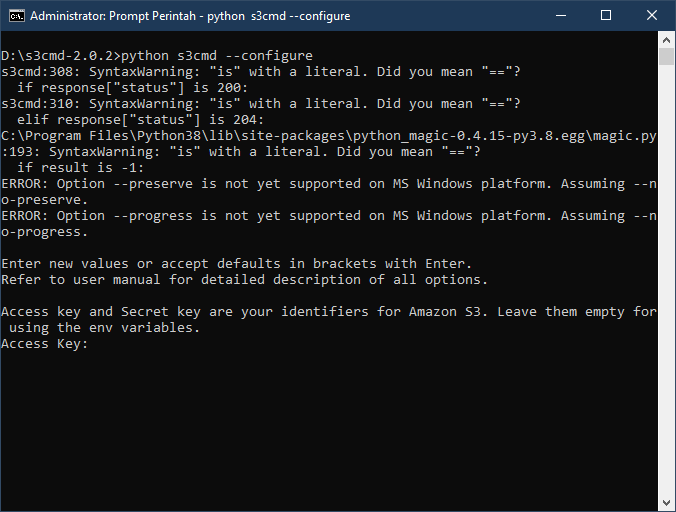 Administrator: Prompt Perintah - python  s3cmd --configure
D:\s3cmd-2.0.2>python s3cmd --configure
s3cmd:308: SyntaxWarning: "is" with a literal. Did you mean "=="?
  if response["status"] is 200:
s3cmd:310: SyntaxWarning: "is" with a literal. Did you mean "=="?
  elif response["status"] is 204:
C:\Program Files\Python38\lib\site-packages\python_magic-0.4.15-py3.8.egg\magic.py
:193: SyntaxWarning: "is" with a literal. Did you mean "=="?
  if result is -1:
ERROR: Option --preserve is not yet supported on MS Windows platform. Assuming --n
o-preserve.
ERROR: Option --progress is not yet supported on MS Windows platform. Assuming --n
o-progress.

Enter new values or accept defaults in brackets with Enter.
Refer to user manual for detailed description of all options.

Access key and Secret key are your identifiers for Amazon S3. Leave them empty for
 using the env variables.
Access Key: